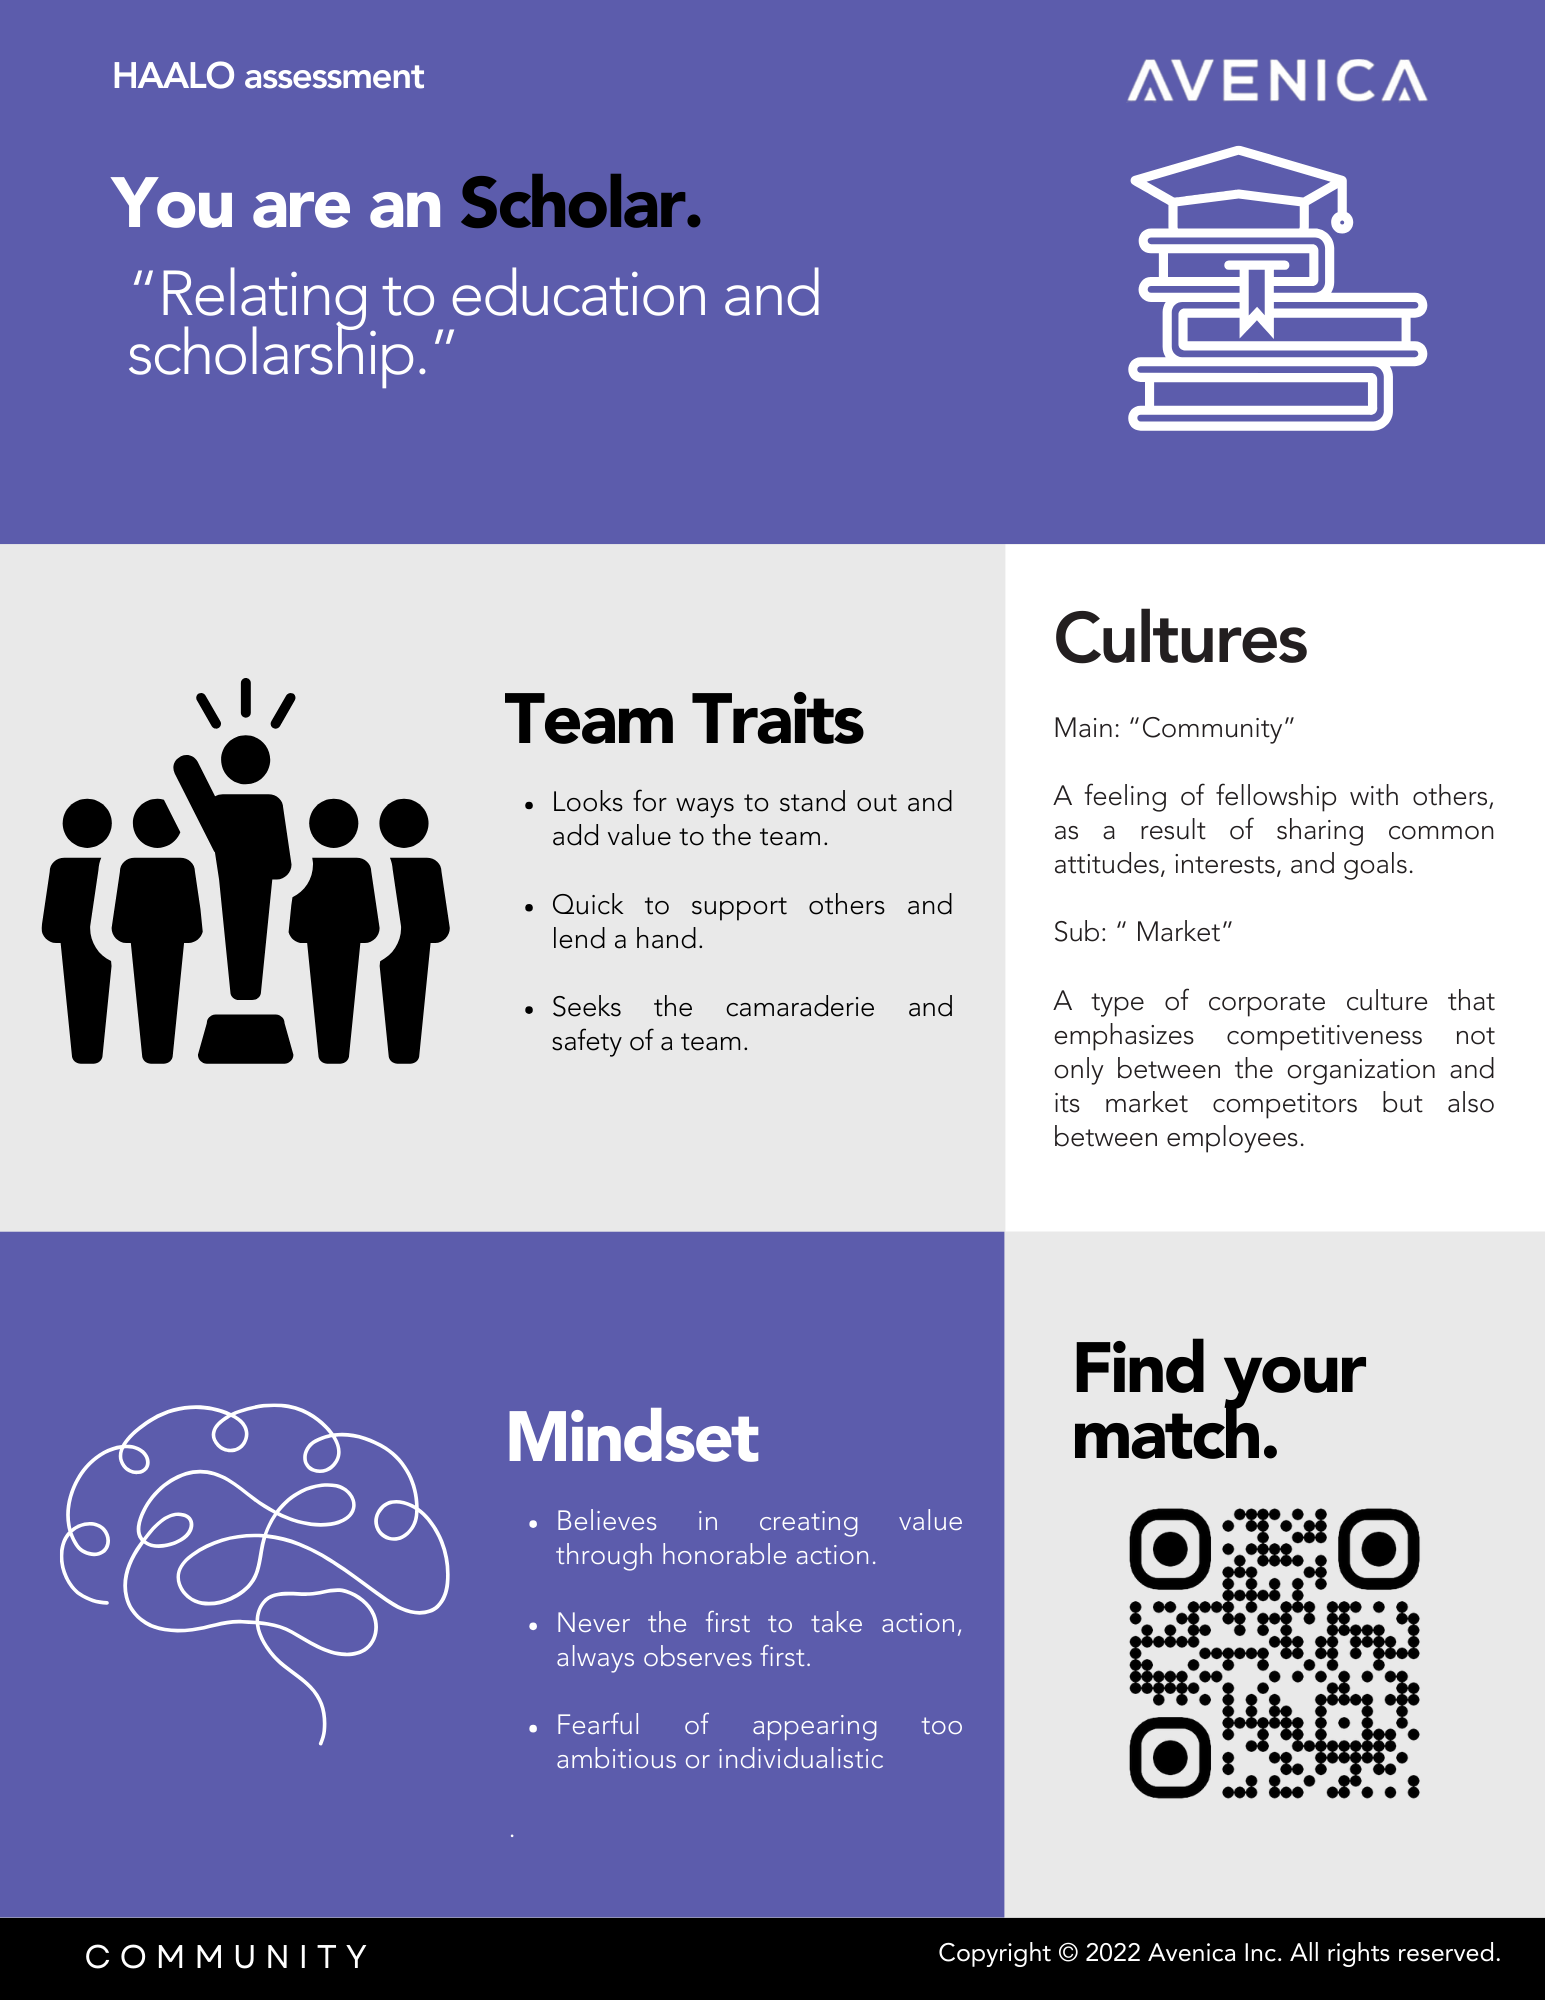 HAALO assessment
AVENICA
You are an Scholar.
“Relating to education and
scholarship.”
Team Traits
• Looks for ways to stand out and
add value to the team.
• Quick to support others and
lend a hand.
• Seeks the camaraderie and
safety of a team.
Cultures
Main: “Community”
A feeling of fellowship with others,
as a result of sharing common
attitudes, interests, and goals.
Sub: “ Market”
A type of corporate culture that
emphasizes competitiveness not
only between the organization and
its market competitors but also
between employees.
Mindset
• Believes in creating value
through honorable action.
• Never the first to take action,
always observes first.
• Fearful of appearing too
ambitious or individualistic
.
Find your
match.
COMMUNITY
Copyright © 2022 Avenica Inc. All rights reserved.